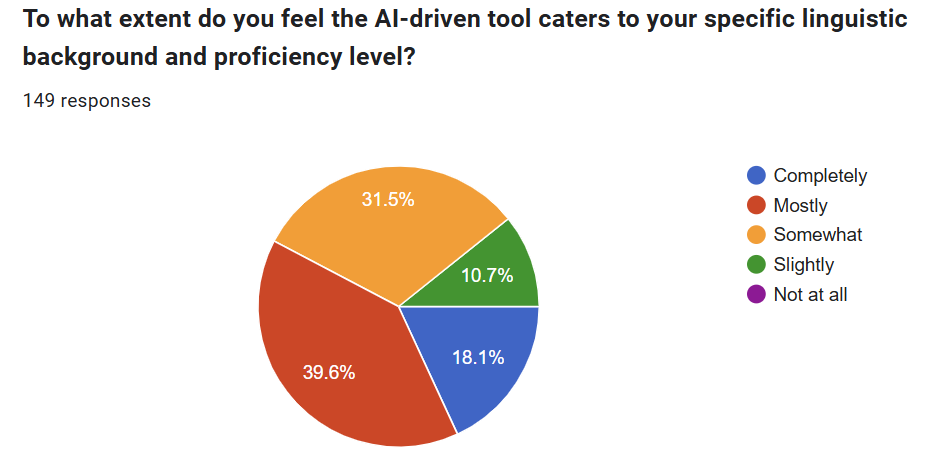 To what extent do you feel the AI-driven tool caters to your specific linguistic
background and proficiency level?
149 responses
Completely
Mostly
Somewhat
Slightly
Not at all
31.5%
10.7%
18.1%
39.6%